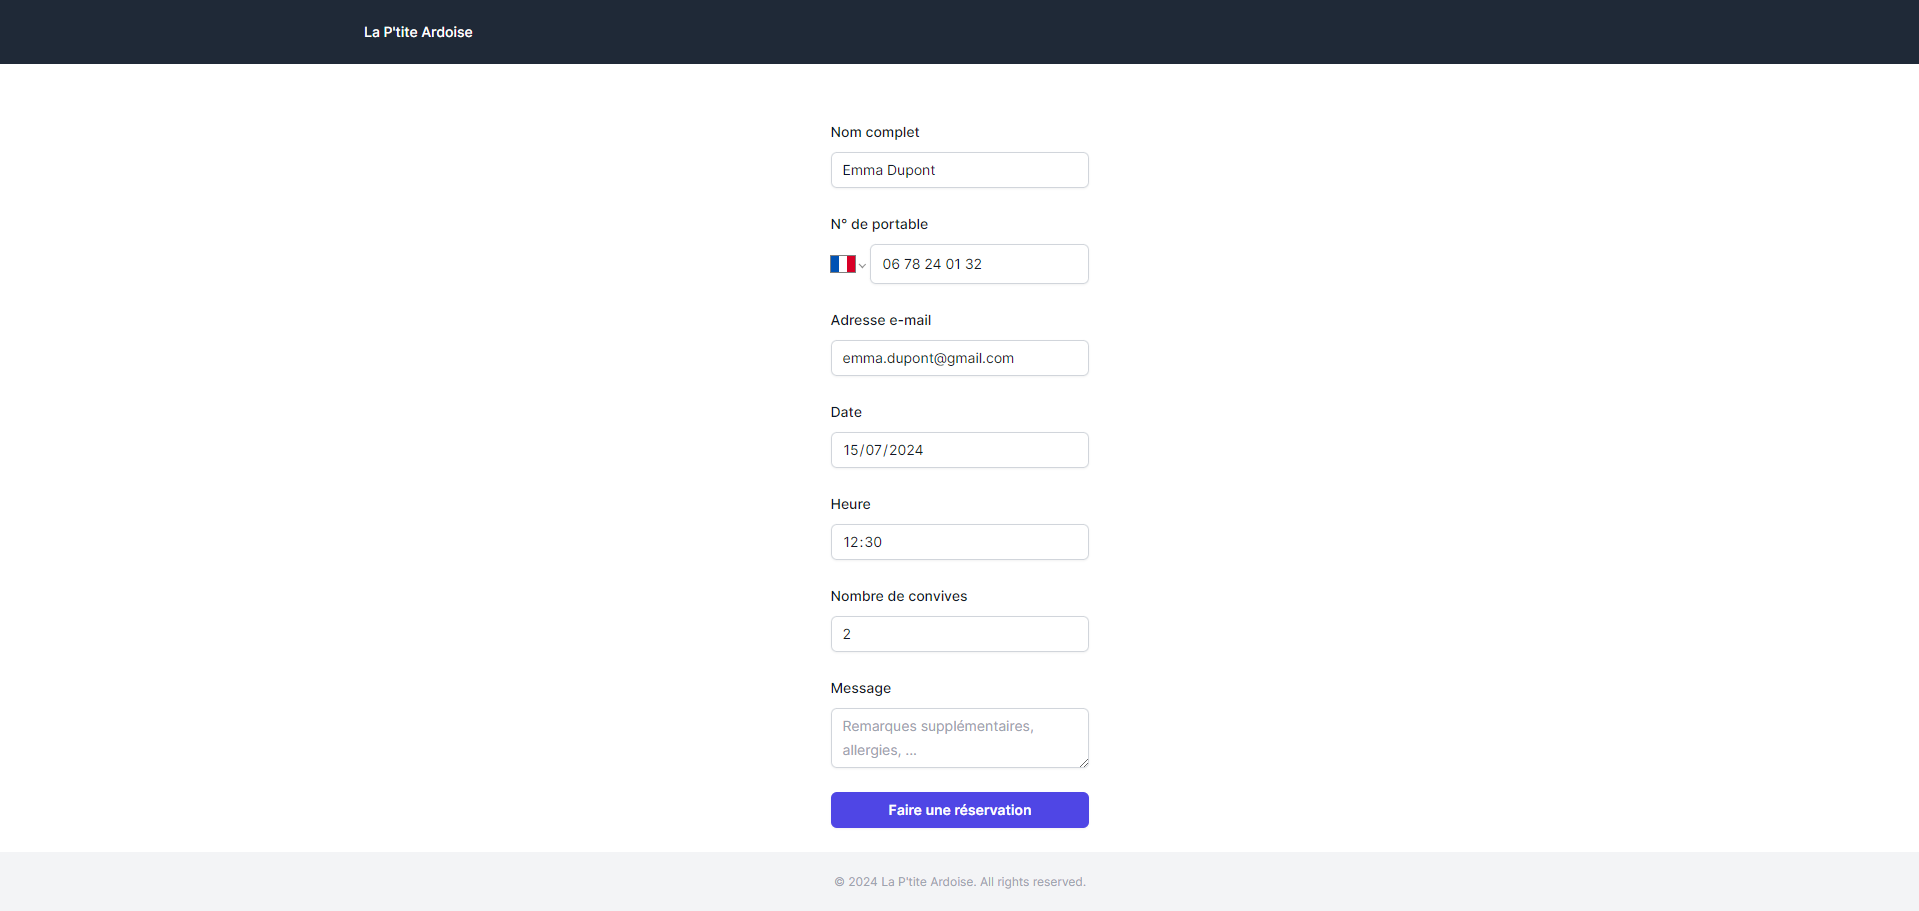 La P'tite Ardoise
Nom complet
Emma Dupont
N° de portable
06 78 24 01 32
Adresse e-mail
emma.dupont@gmail.com
Date
15/07/2024
Heure
12:30
Nombre de convives
2
Message
Remarques supplémentaires,
allergies, ...
Faire une réservation
© 2024 La P'tite Ardoise. All rights reserved.